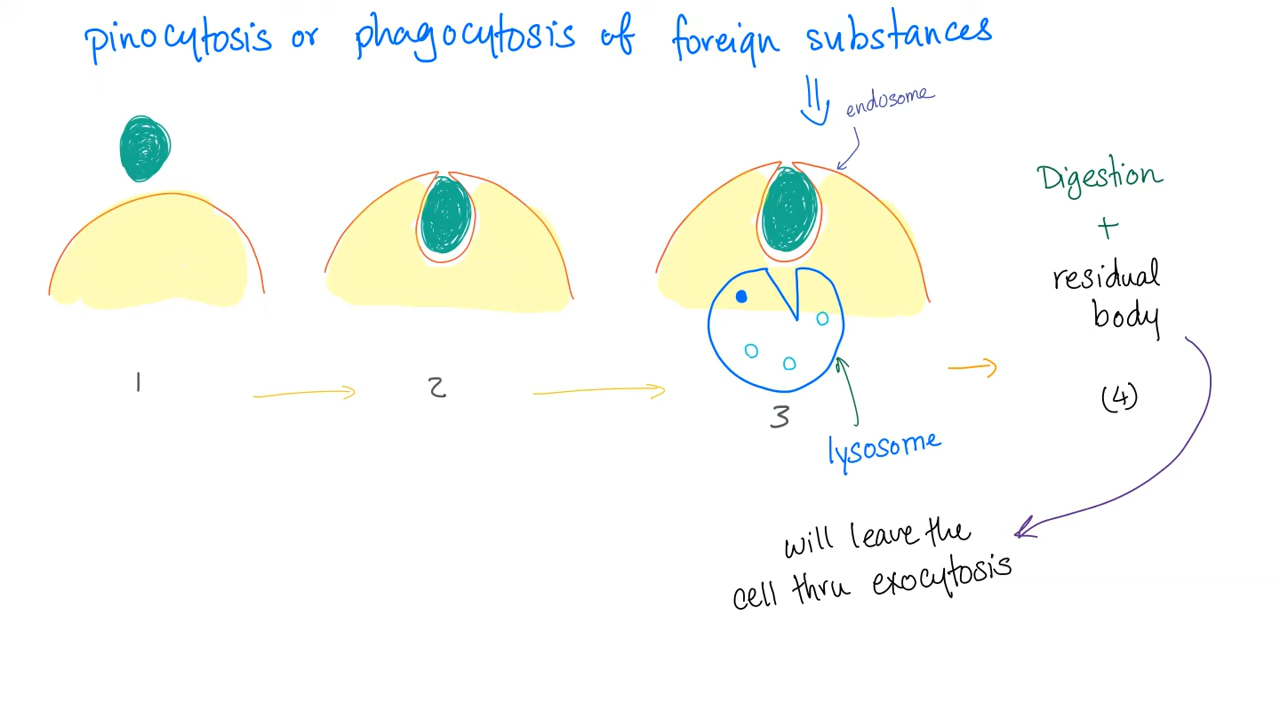 pinocytosis or phagocytosis of foreign substances
endosome
Digestion
+
residual
body
1
2
3
(4)
lysosome
will leave the
cell thru exocytosis